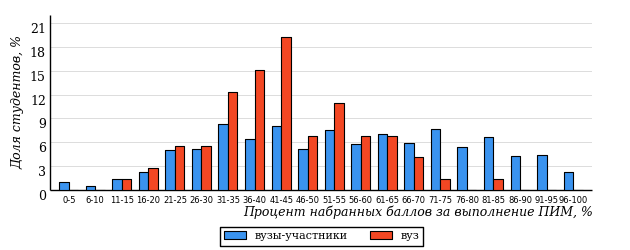 Доля студентов, %
21
18
15
12
9
6
3
0
0-5 6-10 11-15 16-20 21-25 26-30 31-35 36-40 41-45 46-50 51-55 56-60 61-65 66-70 71-75 76-80 81-85 86-90 91-95 96-100
Процент набранных баллов за выполнение ПИМ, %
вузы-участники вуз